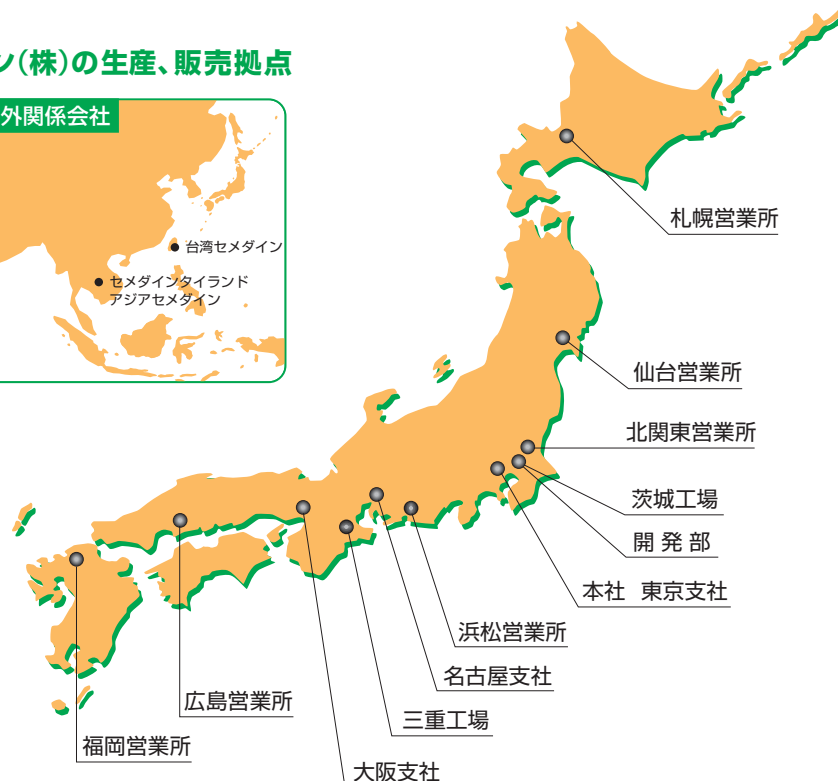 ン(株)の生産、販売拠点
外関係会社
台湾セメダイン
セメダインタイランド
アジアセメダイン
札幌営業所
仙台営業所
北関東営業所
茨城工場
開発部
本社 東京支社
浜松営業所
名古屋支社
三重工場
大阪支社
広島営業所
福岡営業所